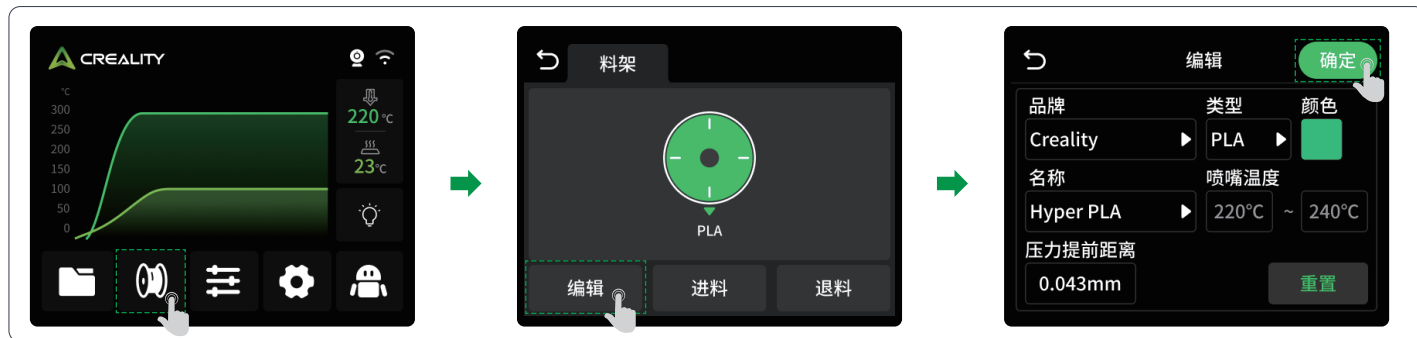 CREALITY
°C
300
250
200
150
100
50
0
220 °C
23°C
料架
PLA
编辑
进料
退料
编辑
确定
品牌
类型
颜色
Creality
PLA
名称
喷嘴温度
Hyper PLA
220°C ~ 240°C
压力提前距离
0.043mm
重置